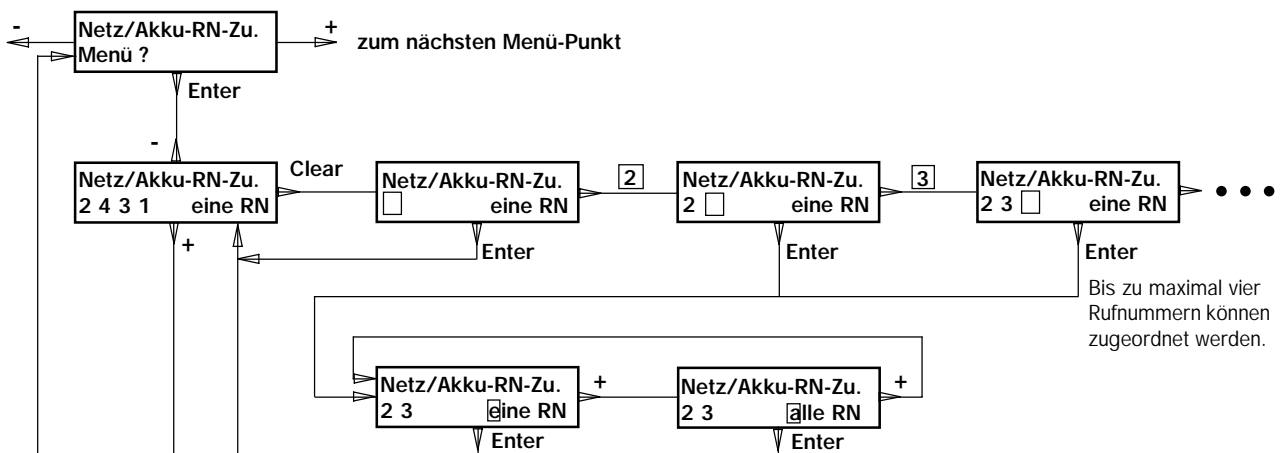 -
Netz/Akku-RN-Zu.
Menü ?
+
zum nächsten Menü-Punkt
Enter
-
Netz/Akku-RN-Zu.
2 4 3 1 eine RN
Clear
Netz/Akku-RN-Zu.
eine RN
2
Netz/Akku-RN-Zu.
2 eine RN
3
Netz/Akku-RN-Zu.
2 3 eine RN
+
Enter
Enter
Enter
Bis zu maximal vier
Rufnummern können
zugeordnet werden.
Netz/Akku-RN-Zu.
2 3 eine RN
+
Netz/Akku-RN-Zu.
2 3 alle RN
+
Enter
Enter